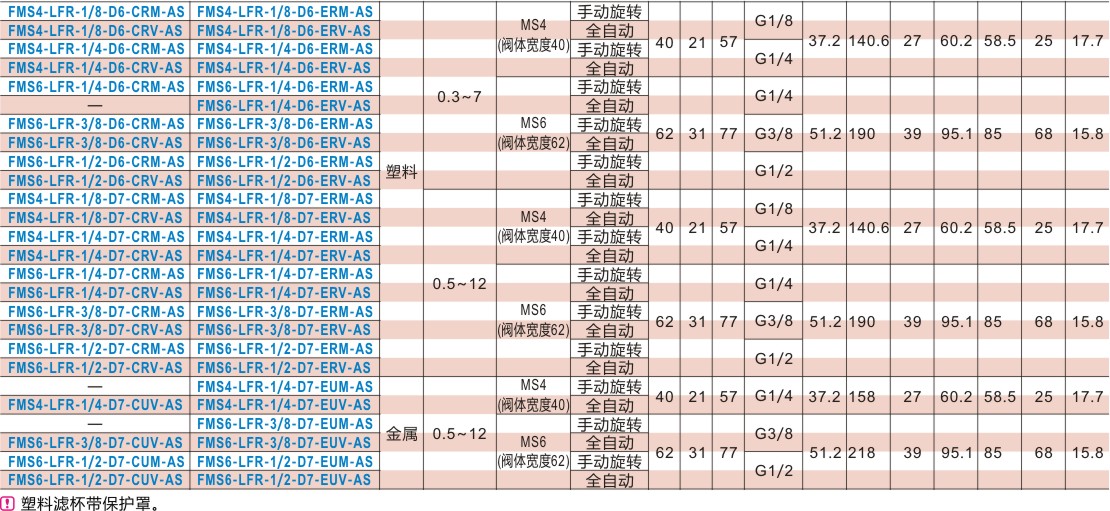 FMS4-LFR-1/8-D6-CRM-AS FMS4-LFR-1/8-D6-ERM-AS 塑料 0.3~7 MS4 (阀体宽度40) 手动旋转 40 21 57 G1/8 37.2 140.6 27 60.2 58.5 25 17.7
FMS4-LFR-1/8-D6-CRV-AS FMS4-LFR-1/8-D6-ERV-AS 全自动
FMS4-LFR-1/4-D6-CRM-AS FMS4-LFR-1/4-D6-ERM-AS 手动旋转 G1/4
FMS4-LFR-1/4-D6-CRV-AS FMS4-LFR-1/4-D6-ERV-AS 全自动
FMS6-LFR-1/4-D6-CRM-AS FMS6-LFR-1/4-D6-ERM-AS MS6 (阀体宽度62) 手动旋转 62 31 77 G1/4 51.2 190 39 95.1 85 68 15.8
— FMS6-LFR-1/4-D6-ERV-AS 全自动
FMS6-LFR-3/8-D6-CRM-AS FMS6-LFR-3/8-D6-ERM-AS 手动旋转 G3/8
FMS6-LFR-3/8-D6-CRV-AS FMS6-LFR-3/8-D6-ERV-AS 全自动
FMS6-LFR-1/2-D6-CRM-AS FMS6-LFR-1/2-D6-ERM-AS 手动旋转 G1/2
FMS6-LFR-1/2-D6-CRV-AS FMS6-LFR-1/2-D6-ERV-AS 全自动
FMS4-LFR-1/8-D7-CRM-AS FMS4-LFR-1/8-D7-ERM-AS 0.5~12 MS4 (阀体宽度40) 手动旋转 40 21 57 G1/8 37.2 140.6 27 60.2 58.5 25 17.7
FMS4-LFR-1/8-D7-CRV-AS FMS4-LFR-1/8-D7-ERV-AS 全自动
FMS4-LFR-1/4-D7-CRM-AS FMS4-LFR-1/4-D7-ERM-AS 手动旋转 G1/4
FMS4-LFR-1/4-D7-CRV-AS FMS4-LFR-1/4-D7-ERV-AS 全自动
FMS6-LFR-1/4-D7-CRM-AS FMS6-LFR-1/4-D7-ERM-AS MS6 (阀体宽度62) 手动旋转 62 31 77 G1/4 51.2 190 39 95.1 85 68 15.8
FMS6-LFR-1/4-D7-CRV-AS FMS6-LFR-1/4-D7-ERV-AS 全自动
FMS6-LFR-3/8-D7-CRM-AS FMS6-LFR-3/8-D7-ERM-AS 手动旋转 G3/8
FMS6-LFR-3/8-D7-CRV-AS FMS6-LFR-3/8-D7-ERV-AS 全自动
FMS6-LFR-1/2-D7-CRM-AS FMS6-LFR-1/2-D7-ERM-AS 手动旋转 G1/2
FMS6-LFR-1/2-D7-CRV-AS FMS6-LFR-1/2-D7-ERV-AS 全自动
— FMS4-LFR-1/4-D7-EUM-AS 金属 0.5~12 MS4 (阀体宽度40) 手动旋转 40 21 57 G1/4 37.2 158 27 60.2 58.5 25 17.7
FMS4-LFR-1/4-D7-CUV-AS FMS4-LFR-1/4-D7-EUV-AS 全自动
— FMS6-LFR-3/8-D7-EUM-AS MS6 (阀体宽度62) 手动旋转 62 31 77 G3/8 51.2 218 39 95.1 85 68 15.8
FMS6-LFR-3/8-D7-CUV-AS FMS6-LFR-3/8-D7-EUV-AS 全自动
FMS6-LFR-1/2-D7-CUM-AS FMS6-LFR-1/2-D7-EUM-AS 手动旋转 G1/2
FMS6-LFR-1/2-D7-CUV-AS FMS6-LFR-1/2-D7-EUV-AS 全自动
! 塑料滤杯带保护罩。